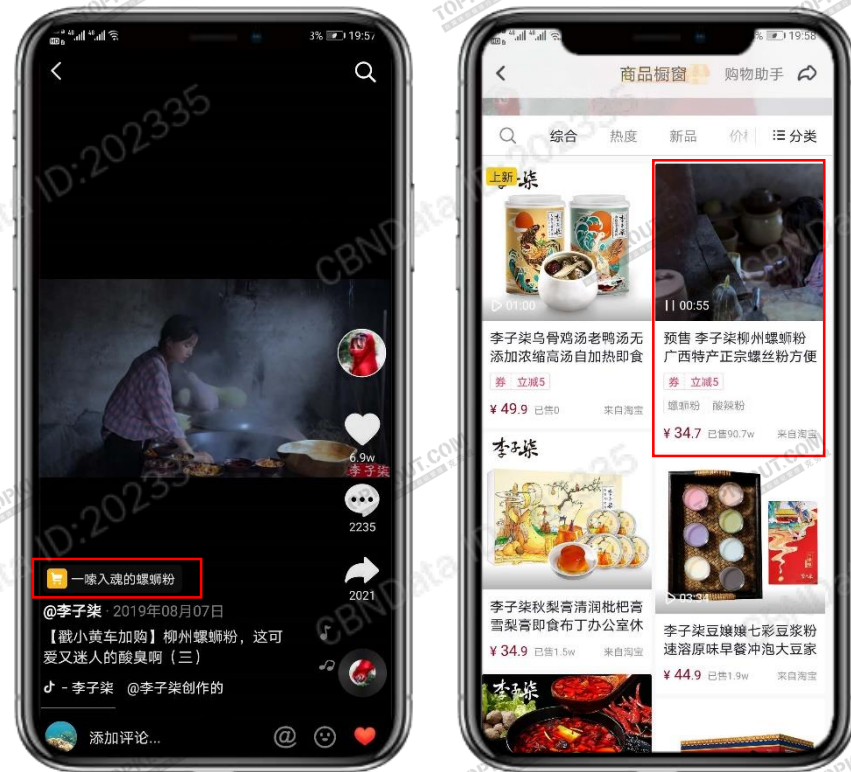 3% 19:57
6.9w
李子柒
2235
一嗦入魂的螺蛳粉
2021
@李子柒 · 2019年08月07日
【戳小黄车加购】柳州螺蛳粉，这可
爱又迷人的酸臭啊（三）
- 李子柒 @李子柒创作的
添加评论...
% 19:58
商品橱窗 购物助手
综合 热度 新品 分类
上新
李子柒
01:00
李子柒乌骨鸡汤老鸭汤无
添加浓缩高汤自加热即食
券 立减5
¥ 49.9 已售0 来自淘宝
00:55
预售 李子柒柳州螺蛳粉
广西特产正宗螺丝粉方便
券 立减5
螺蛳粉 酸辣粉
¥ 34.7 已售90.7w 来自淘宝
李子柒
李子柒秋梨膏清润枇杷膏
雪梨膏即食布丁办公室休
¥ 34.9 已售1.5w 来自淘宝
03:34
李子柒豆嬢嬢七彩豆浆粉
速溶原味早餐冲泡大豆家
¥ 44.9 已售1.9w 来自淘宝
李子柒
CBNData ID:202335